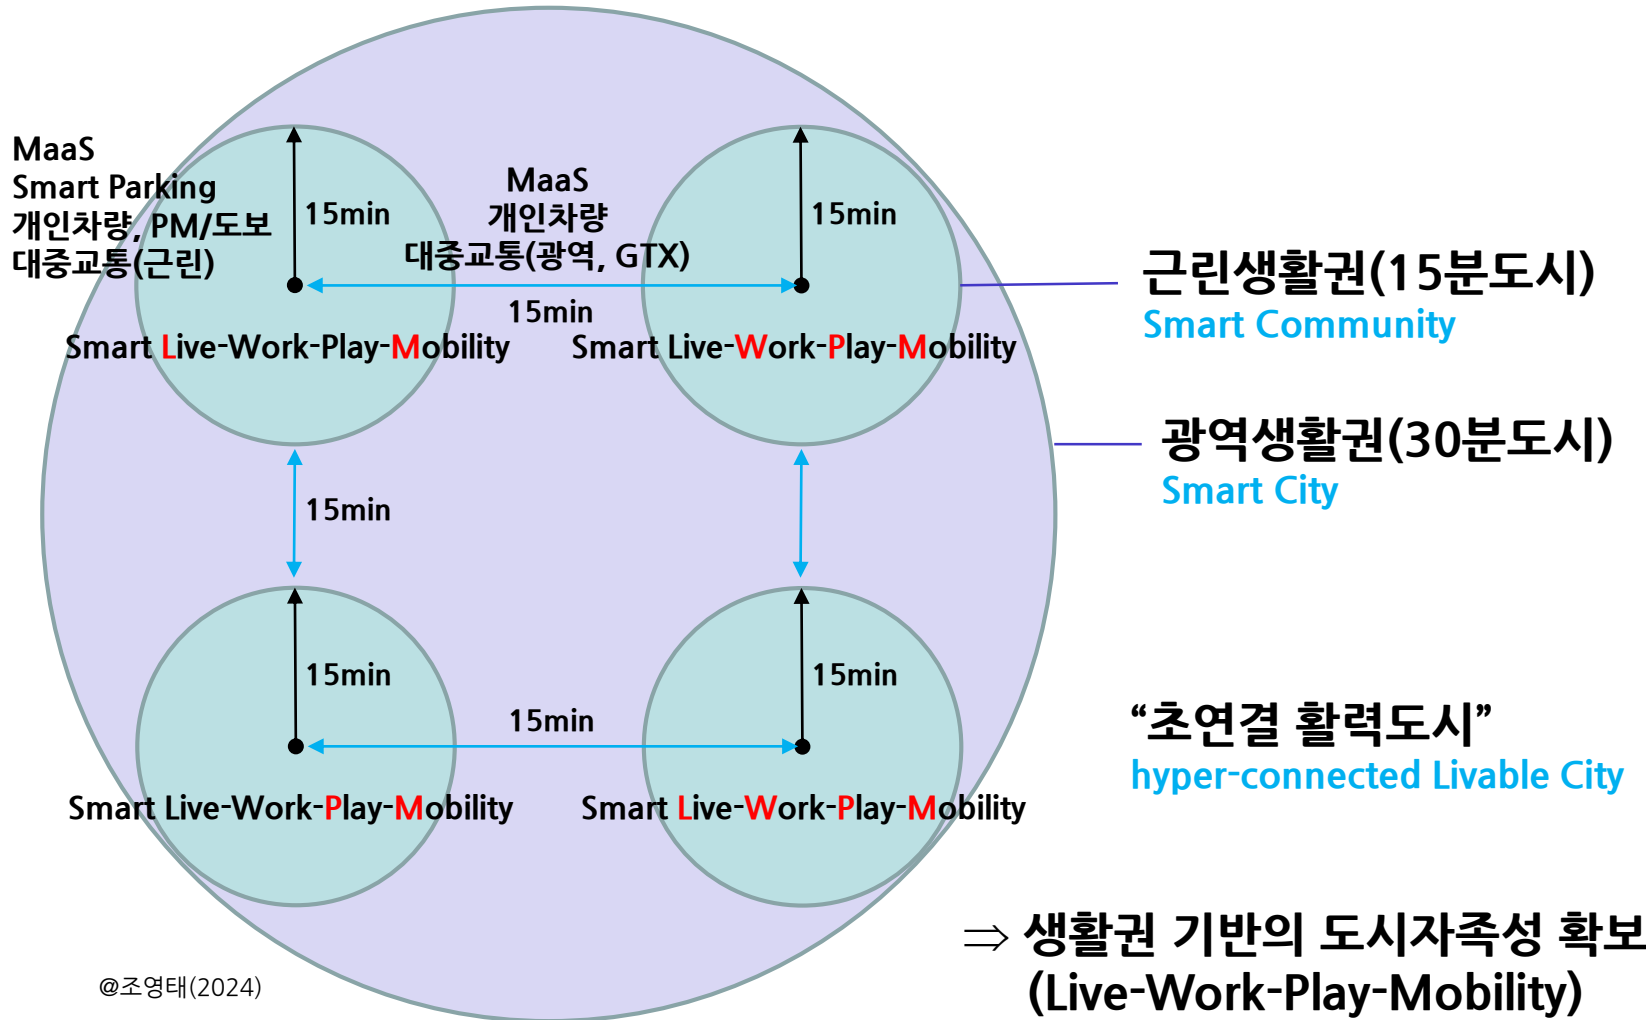 MaaS
Smart Parking
개인차량, PM/도보
대중교통(근린)
15min
MaaS
개인차량
대중교통(광역, GTX)
15min
15min
Smart Live-Work-Play-Mobility
Smart Live-Work-Play-Mobility
근린생활권(15분도시)
Smart Community
광역생활권(30분도시)
Smart City
15min
15min
15min
15min
Smart Live-Work-Play-Mobility
Smart Live-Work-Play-Mobility
“초연결 활력도시”
hyper-connected Livable City
⇒ 생활권 기반의 도시자족성 확보
(Live-Work-Play-Mobility)
@조영태(2024)